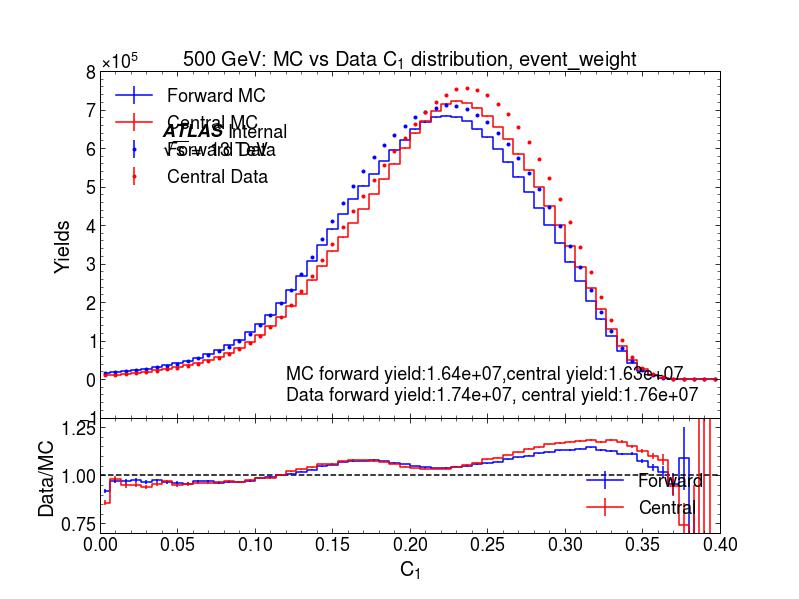 ×10⁵
500 GeV: MC vs Data C₁ distribution, event_weight
8
7
6
5
4
3
2
1
0
−1
Yields
Forward MC
Central MC
ATLAS Internal
Forward Data
√s = 13 TeV
Central Data
MC forward yield:1.64e+07,central yield:1.63e+07
Data forward yield:1.74e+07, central yield:1.76e+07
1.25
1.00
0.75
Data/MC
Forward
Central
0.00 0.05 0.10 0.15 0.20 0.25 0.30 0.35 0.40
C₁